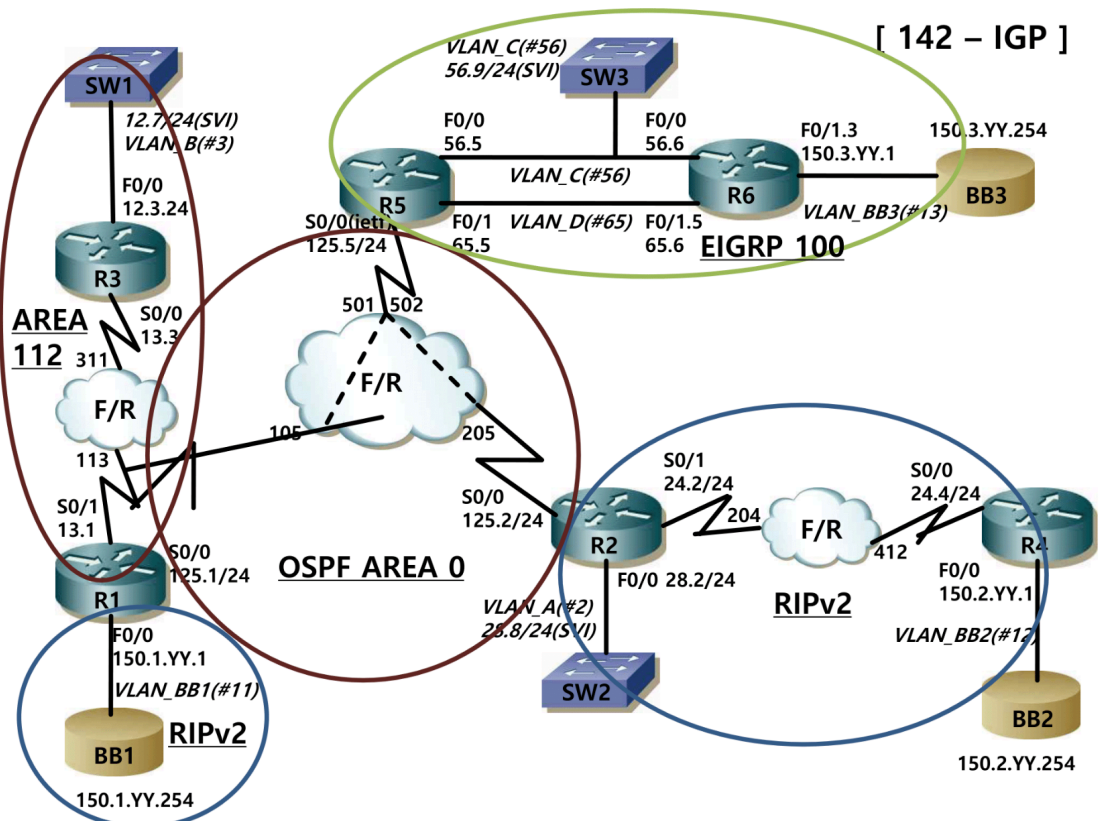 [ 142 – IGP ]
SW1
12.7/24(SVI)
VLAN_B(#3)
F0/0
12.3.24
R3
S0/0
13.3
AREA
112
311
F/R
113
S0/1
13.1
R1
S0/0
125.1/24
F0/0
150.1.YY.1
VLAN_BB1(#11)
BB1
RIPv2
150.1.YY.254
VLAN_C(#56)
56.9/24(SVI)
SW3
F0/0
56.5
F0/0
56.6
VLAN_C(#56)
R5
R6
F0/1.3
150.3.YY.1
150.3.YY.254
BB3
VLAN_BB3(#13)
S0/0(ietf)
125.5/24
F0/1
65.5
VLAN_D(#65)
F0/1.5
65.6
EIGRP 100
501
502
F/R
105
205
OSPF AREA 0
S0/0
125.2/24
R2
S0/1
24.2/24
204
F/R
412
S0/0
24.4/24
R4
F0/0 28.2/24
VLAN_A(#2)
28.8/24(SVI)
SW2
RIPv2
F0/0
150.2.YY.1
VLAN_BB2(#12)
BB2
150.2.YY.254